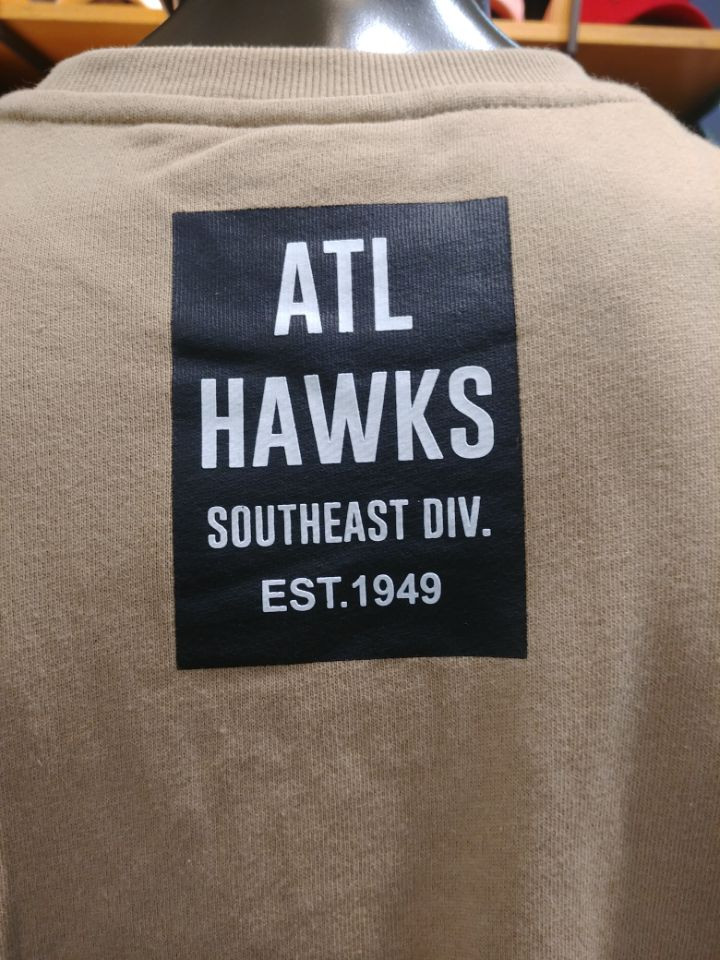 ATL
HAWKS
SOUTHEAST DIV.
EST.1949